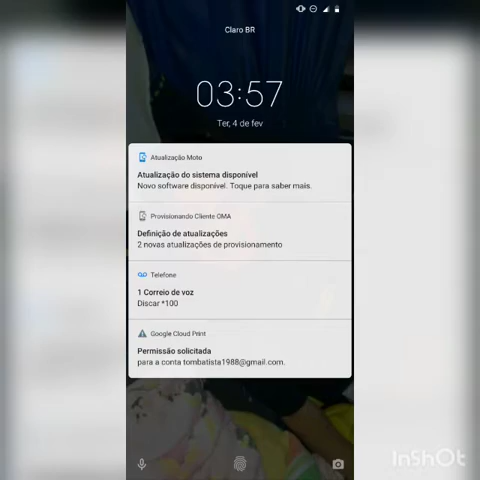 Claro BR
03:57
Ter, 4 de fev
Atualização Moto
Atualização do sistema disponível
Novo software disponível. Toque para saber mais.
Provisionando Cliente OMA
Definição de atualizações
2 novas atualizações de provisionamento
Telefone
1 Correio de voz
Discar *100
Google Cloud Print
Permissão solicitada
para a conta tombatista1988@gmail.com.
InShOt